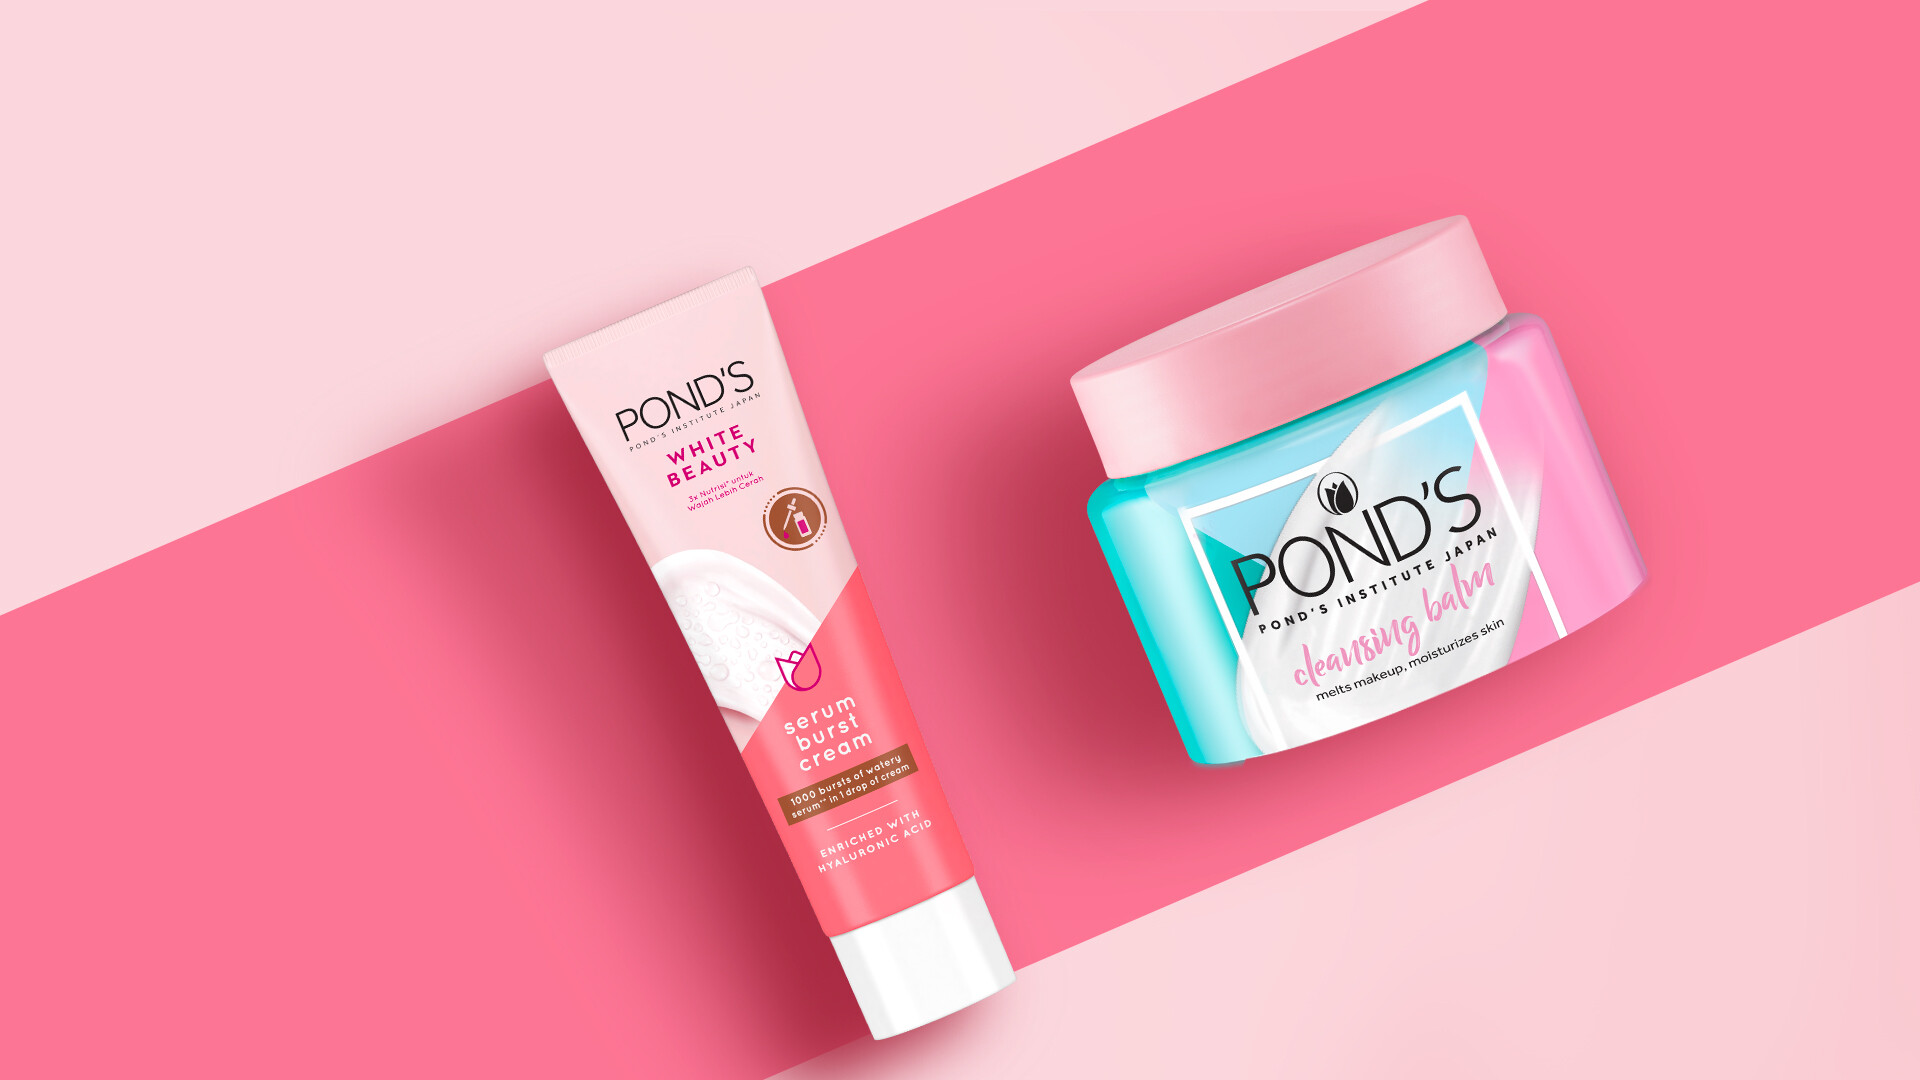 POND'S
POND'S INSTITUTE JAPAN
WHITE
BEAUTY
3x Nutrisi* untuk
Wajah Lebih Cerah
serum
burst
cream
1000 bursts of watery
serum** in 1 drop of cream
ENRICHED WITH
HYALURONIC ACID
POND'S
POND'S INSTITUTE JAPAN
cleansing balm
melts makeup, moisturizes skin